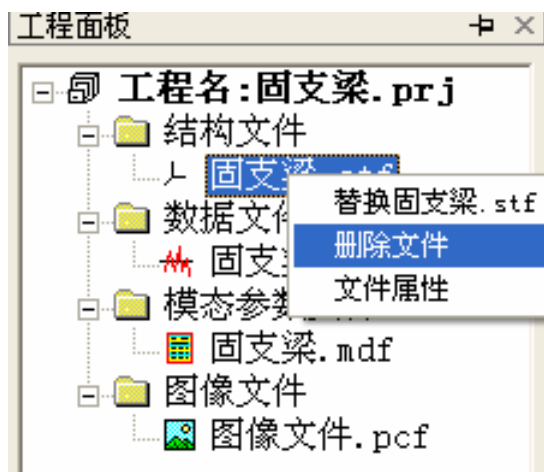 工程面板
工程名:固支梁.prj
结构文件
固支梁.stf
替换固支梁.stf
数据文件
删除文件
固支
文件属性
模态参数
固支梁.mdf
图像文件
图像文件.pcf